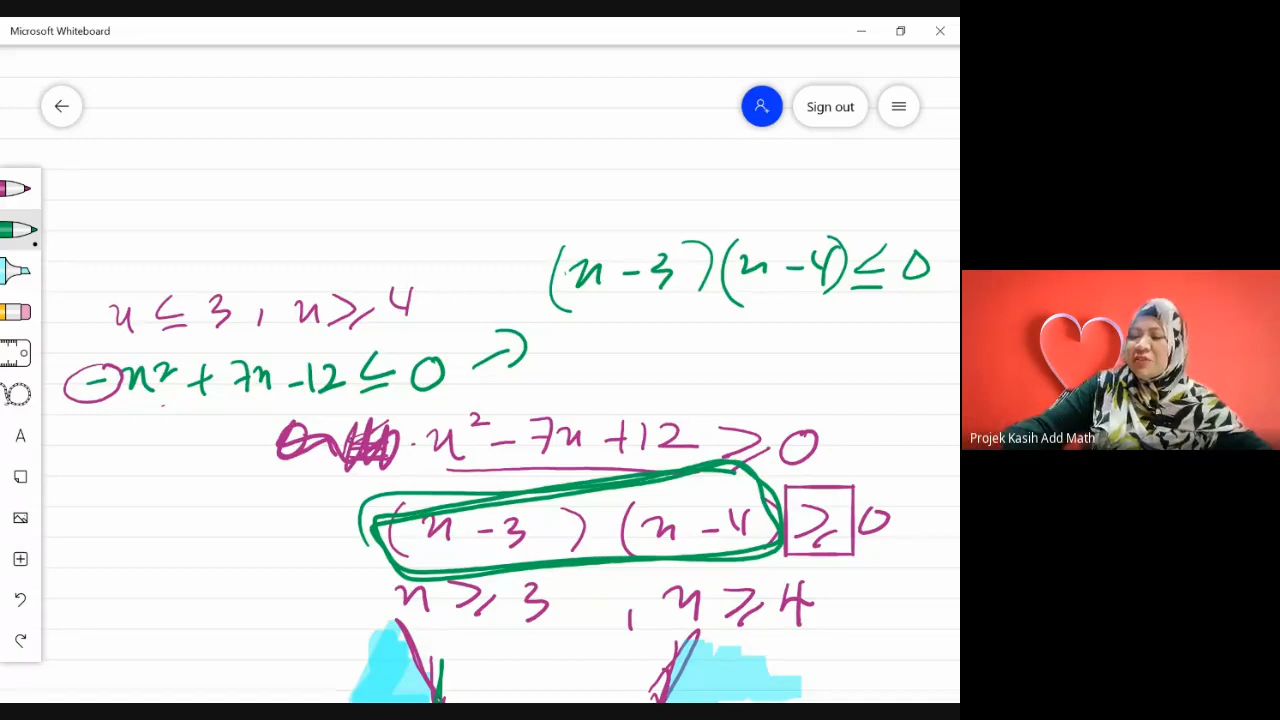 Microsoft Whiteboard
Sign out
(x - 3)(x - 4) ≤ 0
x ≤ 3, x ≥ 4
-x² + 7x - 12 ≤ 0
x² - 7x + 12 ≥ 0
(x - 3) (x - 4) ≥ 0
x ≥ 3, x ≥ 4
A
Projek Kasih Add Math